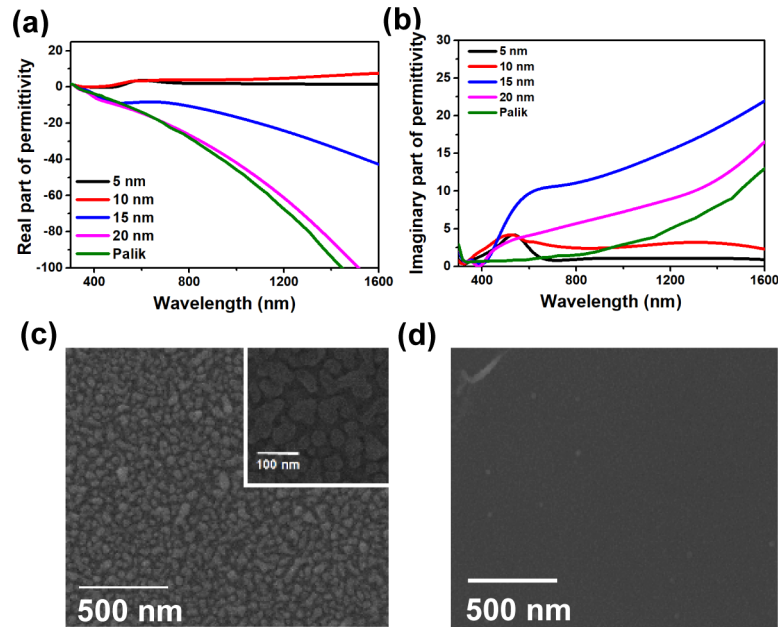 (a)
Real part of permittivity
20
0
-20
-40
-60
-80
-100
5 nm
10 nm
15 nm
20 nm
Palik
400
800
1200
1600
Wavelength (nm)
(b)
Imaginary part of permittivity
30
25
20
15
10
5
0
5 nm
10 nm
15 nm
20 nm
Palik
400
800
1200
1600
Wavelength (nm)
(c)
100 nm
500 nm
(d)
500 nm